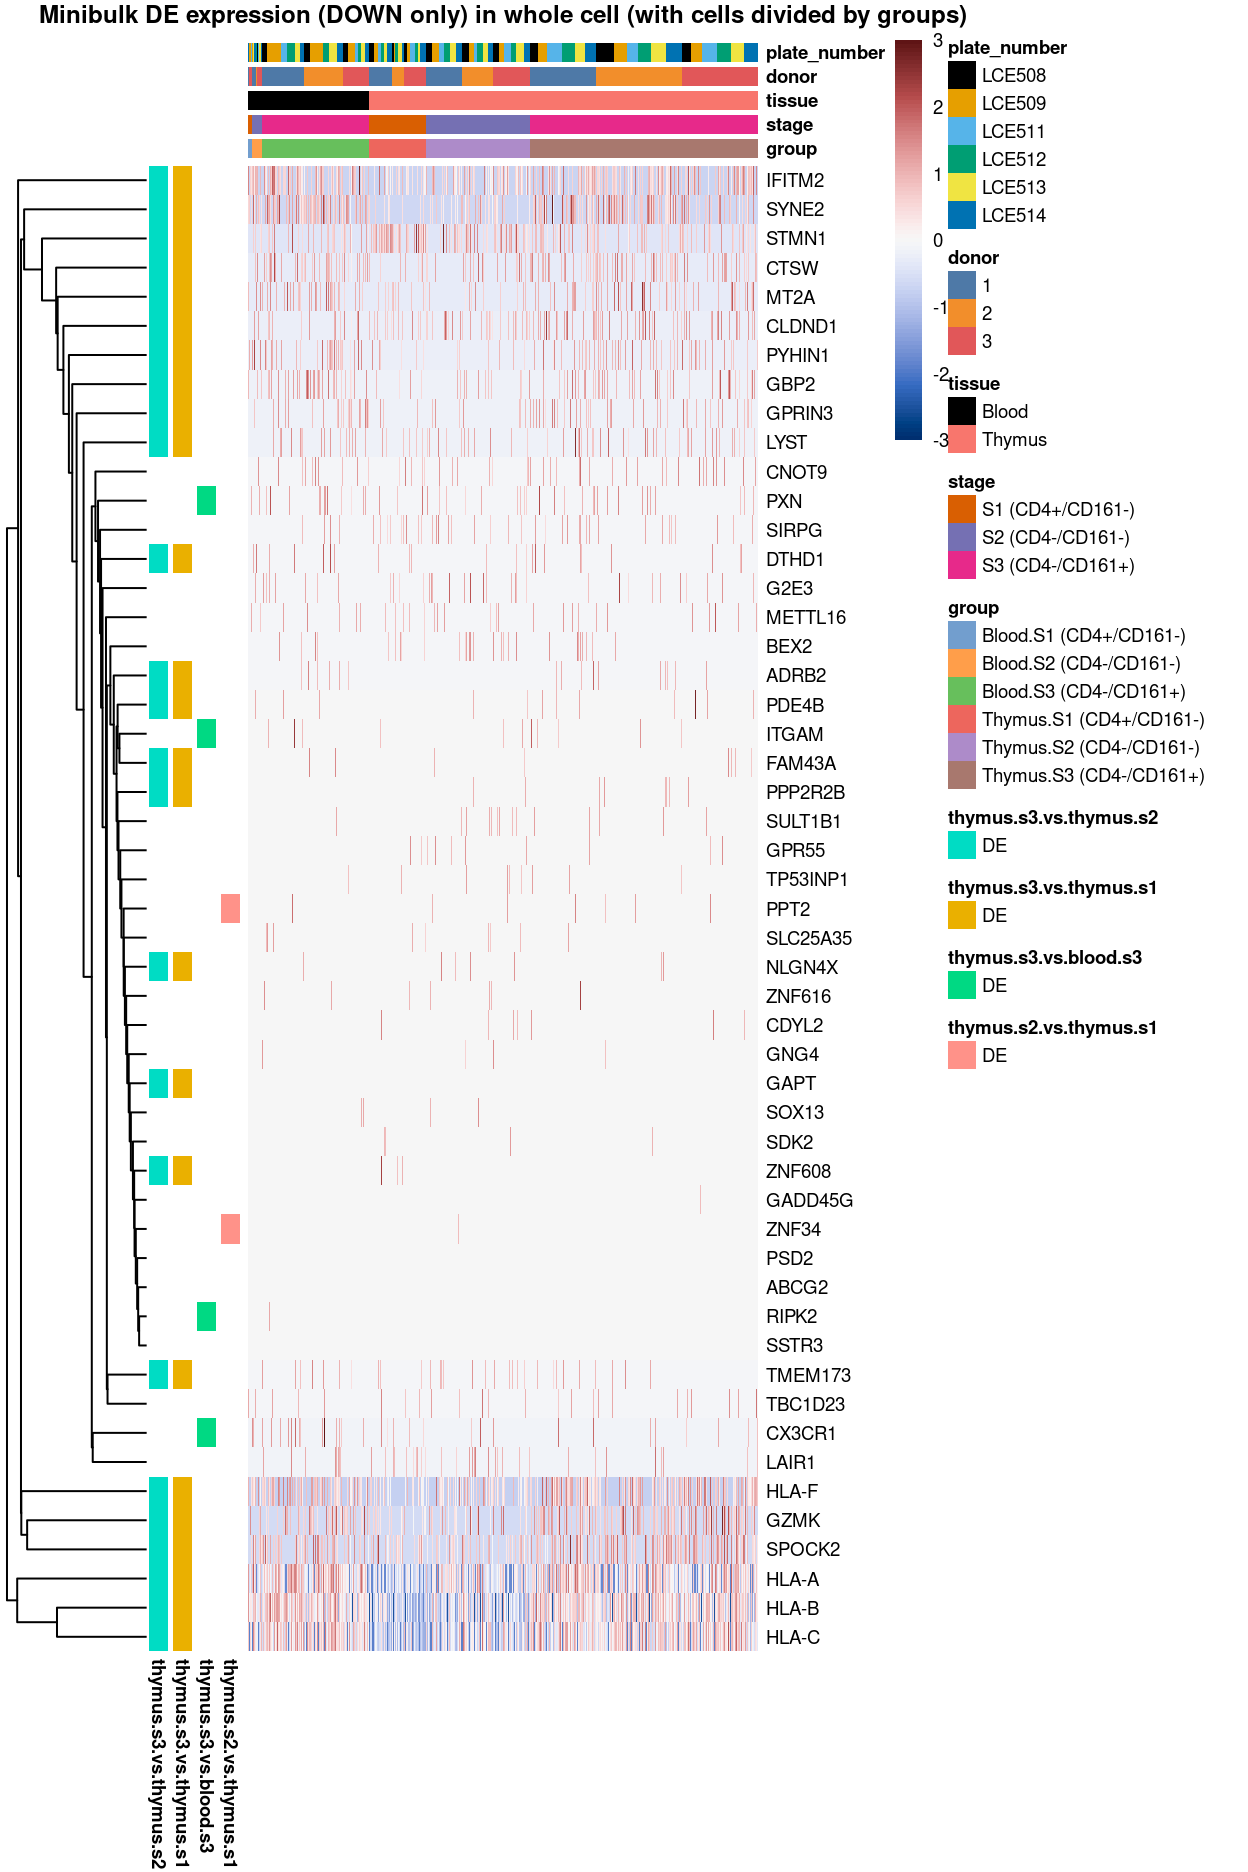 Minibulk DE expression (DOWN only) in whole cell (with cells divided by groups)
plate_number
donor
tissue
stage
group
IFITM2
SYNE2
STMN1
CTSW
MT2A
CLDND1
PYHIN1
GBP2
GPRIN3
LYST
CNOT9
PXN
SIRPG
DTHD1
G2E3
METTL16
BEX2
ADRB2
PDE4B
ITGAM
FAM43A
PPP2R2B
SULT1B1
GPR55
TP53INP1
PPT2
SLC25A35
NLGN4X
ZNF616
CDYL2
GNG4
GAPT
SOX13
SDK2
ZNF608
GADD45G
ZNF34
PSD2
ABCG2
RIPK2
SSTR3
TMEM173
TBC1D23
CX3CR1
LAIR1
HLA-F
GZMK
SPOCK2
HLA-A
HLA-B
HLA-C
thymus.s3.vs.thymus.s2
thymus.s3.vs.thymus.s1
thymus.s3.vs.blood.s3
thymus.s2.vs.thymus.s1
3
2
1
0
-1
-2
-3
plate_number
LCE508
LCE509
LCE511
LCE512
LCE513
LCE514
donor
1
2
3
tissue
Blood
Thymus
stage
S1 (CD4+/CD161-)
S2 (CD4-/CD161-)
S3 (CD4-/CD161+)
group
Blood.S1 (CD4+/CD161-)
Blood.S2 (CD4-/CD161-)
Blood.S3 (CD4-/CD161+)
Thymus.S1 (CD4+/CD161-)
Thymus.S2 (CD4-/CD161-)
Thymus.S3 (CD4-/CD161+)
thymus.s3.vs.thymus.s2
DE
thymus.s3.vs.thymus.s1
DE
thymus.s3.vs.blood.s3
DE
thymus.s2.vs.thymus.s1
DE